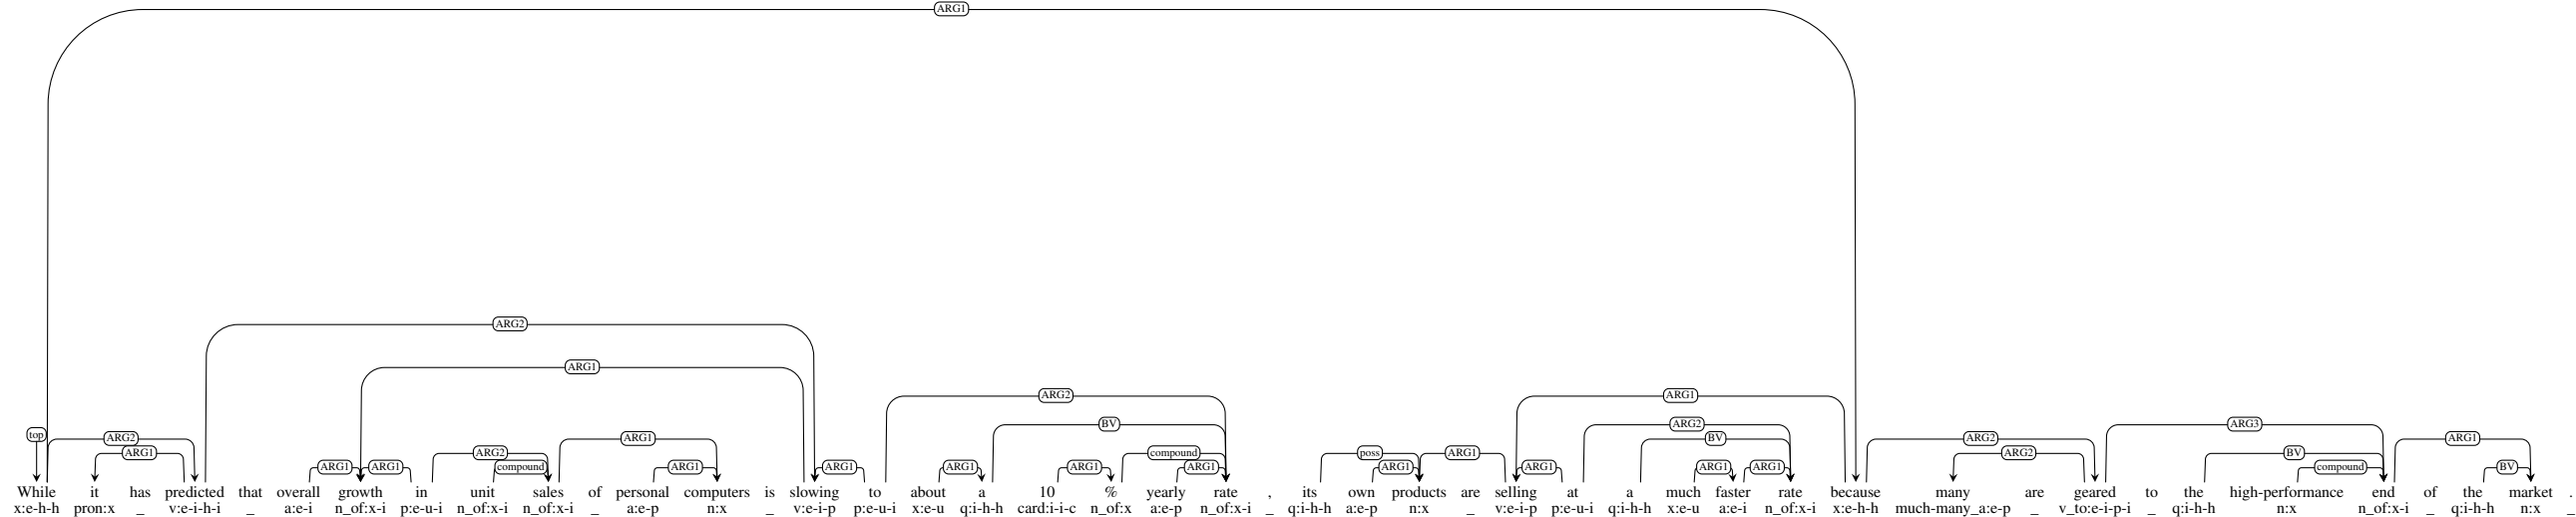 ARG1
ARG2
ARG1
ARG2 ARG1
BV ARG3
top ARG2 ARG1 ARG2 BV ARG2 ARG1
ARG1 ARG2 compound poss ARG1 ARG2 BV
ARG1 ARG1 compound ARG1 ARG1 ARG1 ARG1 ARG1 ARG1 ARG1 ARG1 ARG1 compound BV
While it has predicted that overall growth in unit sales of personal computers is slowing to about a 10 % yearly rate , its own products are selling at a much faster rate because many are geared to the high-performance end of the market .
x:e-h-h pron:x _ v:e-i-h-i _ a:e-i n_of:x-i p:e-u-i n_of:x-i n_of:x-i _ a:e-p n:x _ v:e-i-p p:e-u-i x:e-u q:i-h-h card:i-i-c n_of:x a:e-p n_of:x-i _ q:i-h-h a:e-p n:x _ v:e-i-p p:e-u-i q:i-h-h x:e-u a:e-i n_of:x-i x:e-h-h much-many_a:e-p _ v_to:e-i-p-i _ q:i-h-h n:x n_of:x-i _ q:i-h-h n:x _